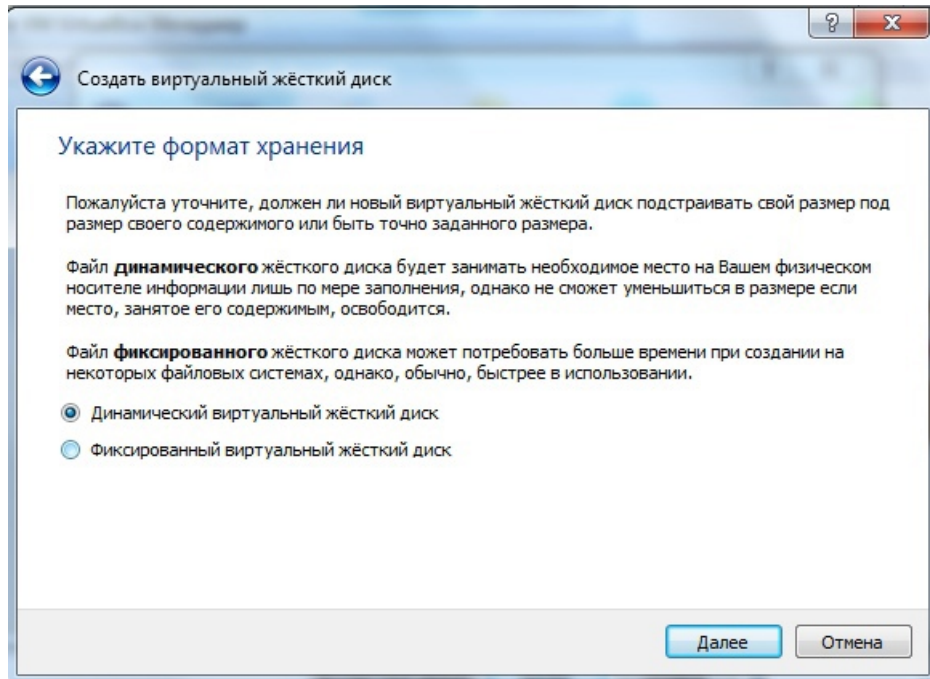 Создать виртуальный жёсткий диск
Укажите формат хранения
Пожалуйста уточните, должен ли новый виртуальный жёсткий диск подстраивать свой размер под
размер своего содержимого или быть точно заданного размера.
Файл динамического жёсткого диска будет занимать необходимое место на Вашем физическом
носителе информации лишь по мере заполнения, однако не сможет уменьшиться в размере если
место, занятое его содержимым, освободится.
Файл фиксированного жёсткого диска может потребовать больше времени при создании на
некоторых файловых системах, однако, обычно, быстрее в использовании.
Динамический виртуальный жёсткий диск
Фиксированный виртуальный жёсткий диск
Далее Отмена